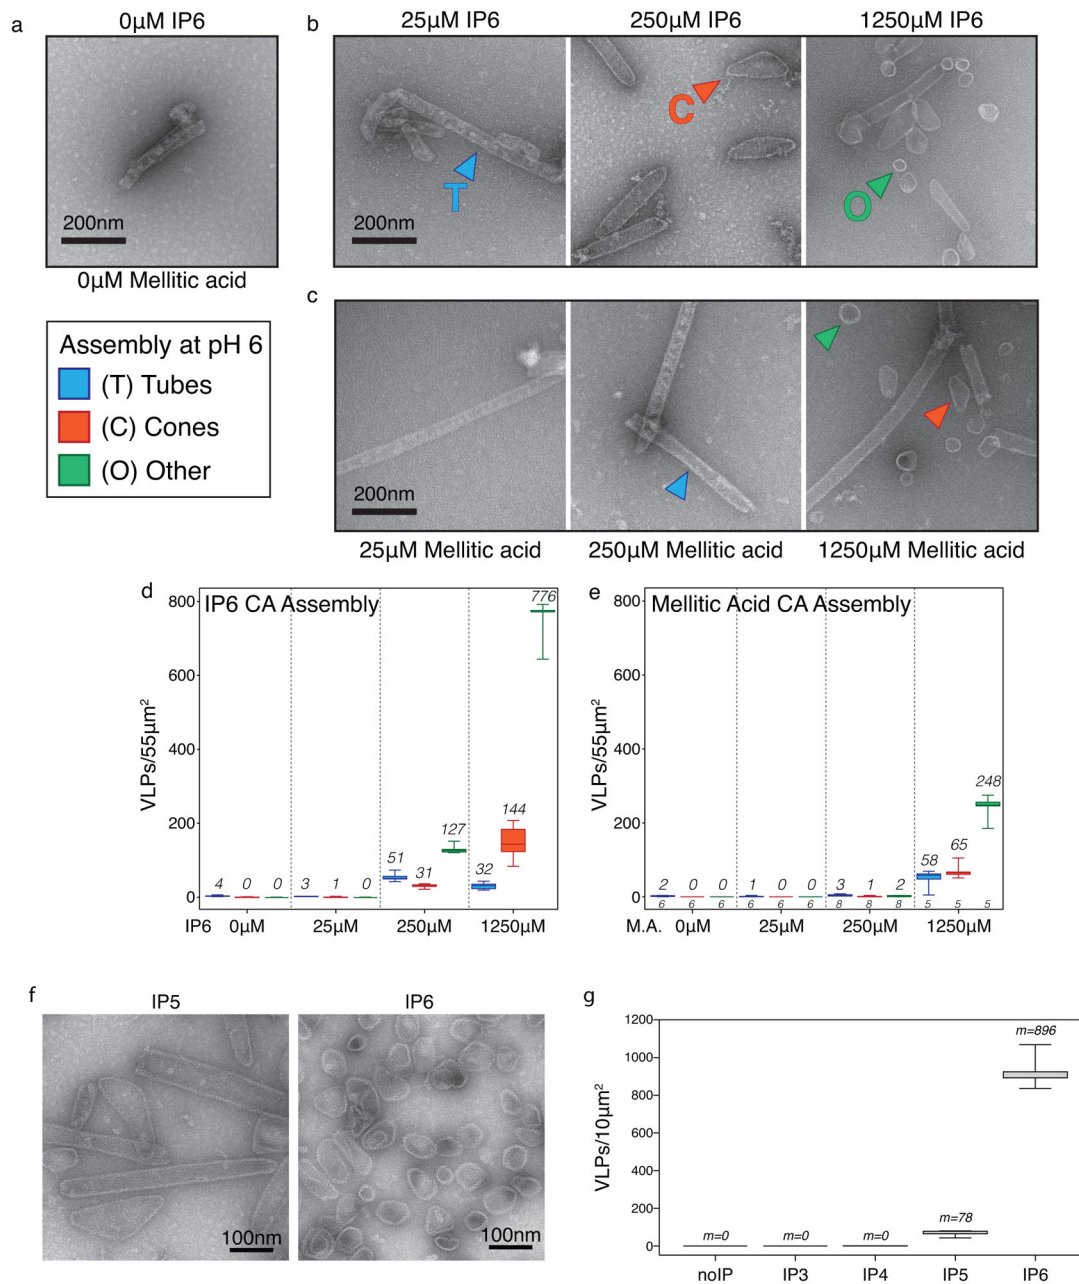 a
0µM IP6
200nm
0µM Mellitic acid
b
25µM IP6
250µM IP6
1250µM IP6
T
C
O
200nm
Assembly at pH 6
(T) Tubes
(C) Cones
(O) Other
c
200nm
25µM Mellitic acid
250µM Mellitic acid
1250µM Mellitic acid
d
IP6 CA Assembly
VLPs/55µm²
800
600
400
200
0
4 0 0 3 1 0 51 31 127 32 144 776
IP6 0µM 25µM 250µM 1250µM
e
Mellitic Acid CA Assembly
VLPs/55µm²
800
600
400
200
0
2 0 0 1 0 0 3 1 2 58 65 248
6 6 6 6 6 6 8 8 8 5 5 5
M.A. 0µM 25µM 250µM 1250µM
f
IP5
IP6
100nm
100nm
g
VLPs/10µm²
1200
1000
800
600
400
200
0
m=0 m=0 m=0 m=78 m=896
noIP IP3 IP4 IP5 IP6